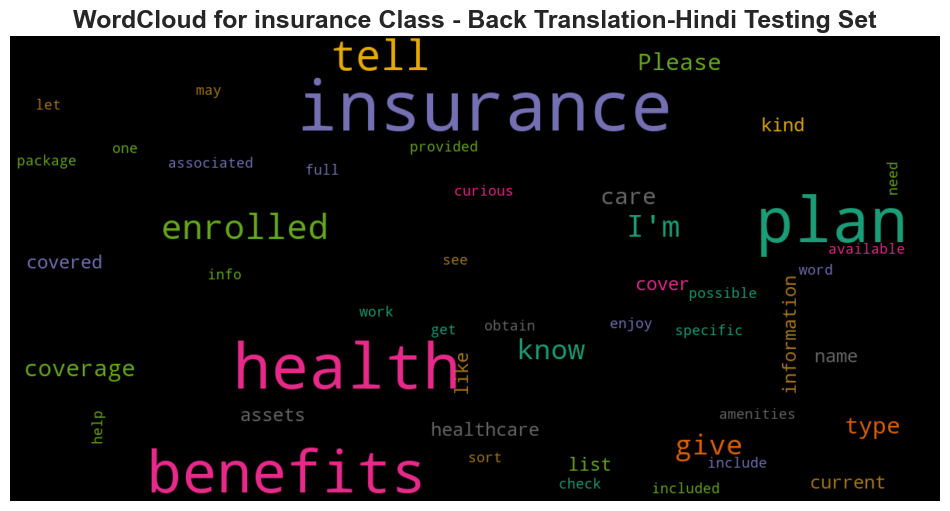 WordCloud for insurance Class - Back Translation-Hindi Testing Set
tell
Please
insurance
may
let
kind
one
provided
package
associated
full
need
curious
care
plan
enrolled
I'm
available
covered
see
word
info
cover
possible
information
work
get
obtain
enjoy
specific
know
health
like
name
coverage
assets
amenities
help
healthcare
type
give
benefits
sort
list
include
check
included
current